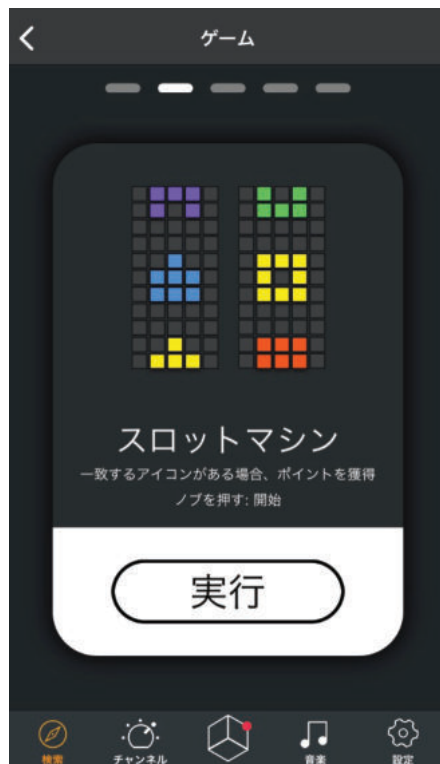 ゲーム
スロットマシン
一致するアイコンがある場合、ポイントを獲得
ノブを押す: 開始
実行
検索
チャンネル
音楽
設定